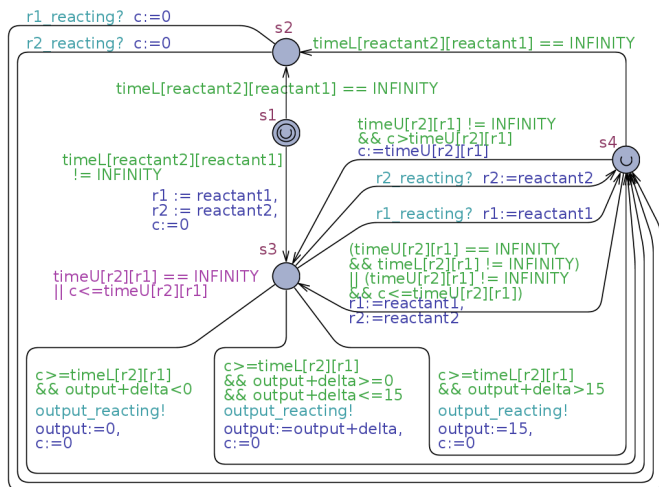 r1_reacting? c:=0
s2
r2_reacting? c:=0
timeL[reactant2][reactant1] == INFINITY
timeL[reactant2][reactant1] == INFINITY
s1
timeU[r2][r1] != INFINITY
&& c>timeU[r2][r1]
c:=timeU[r2][r1]
s4
timeL[reactant2][reactant1]
!= INFINITY
r2_reacting? r2:=reactant2
r1 := reactant1,
r2 := reactant2,
c:=0
r1_reacting? r1:=reactant1
s3
timeU[r2][r1] == INFINITY
|| c<=timeU[r2][r1]
(timeU[r2][r1] == INFINITY
&& timeL[r2][r1] != INFINITY)
|| (timeU[r2][r1] != INFINITY
&& c<=timeU[r2][r1])
r1:=reactant1,
r2:=reactant2
c>=timeL[r2][r1]
&& output+delta<0
output_reacting!
output:=0,
c:=0
c>=timeL[r2][r1]
&& output+delta>=0
&& output+delta<=15
output_reacting!
output:=output+delta,
c:=0
c>=timeL[r2][r1]
&& output+delta>15
output_reacting!
output:=15,
c:=0